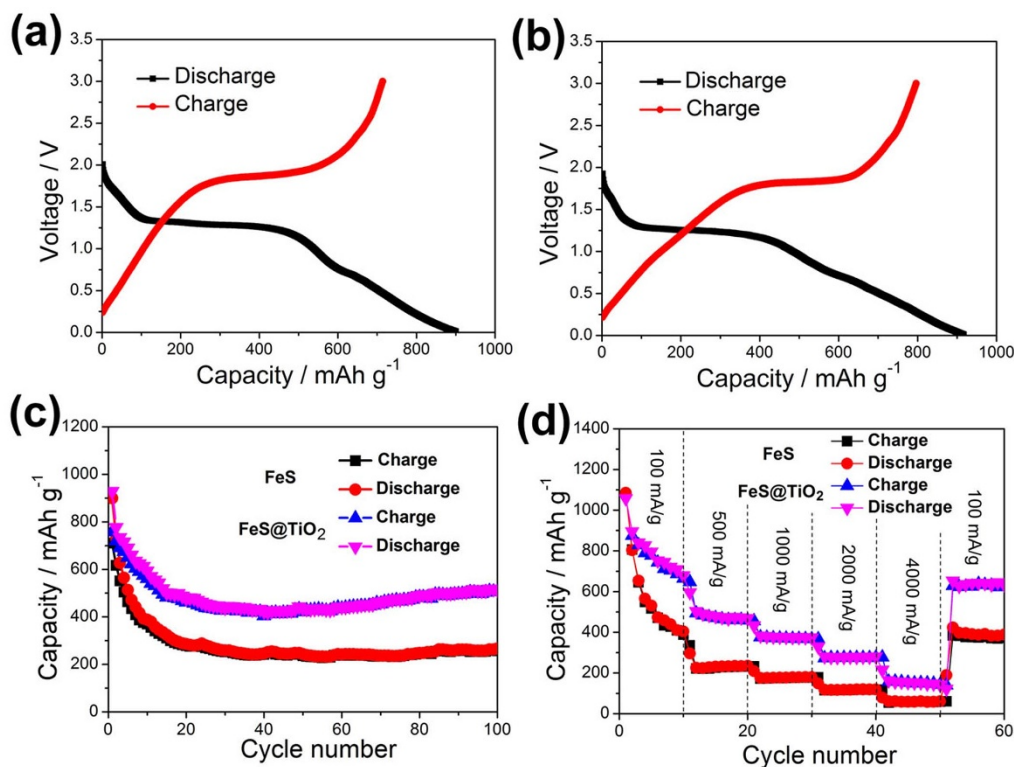 (a)
Discharge
Charge
3.5
3.0
2.5
2.0
1.5
1.0
0.5
0.0
Voltage / V
0 200 400 600 800 1000
Capacity / mAh g⁻¹
(b)
Discharge
Charge
3.5
3.0
2.5
2.0
1.5
1.0
0.5
0.0
Voltage / V
0 200 400 600 800 1000
Capacity / mAh g⁻¹
(c)
1200
1000
800
600
400
200
0
Capacity / mAh g⁻¹
FeS
FeS@TiO₂
Charge
Discharge
Charge
Discharge
0 20 40 60 80 100
Cycle number
(d)
1400
1200
1000
800
600
400
200
0
Capacity / mAh g⁻¹
FeS
FeS@TiO₂
Charge
Discharge
Charge
Discharge
100 mA/g
500 mA/g
1000 mA/g
2000 mA/g
4000 mA/g
100 mA/g
0 10 20 30 40 50 60
Cycle number